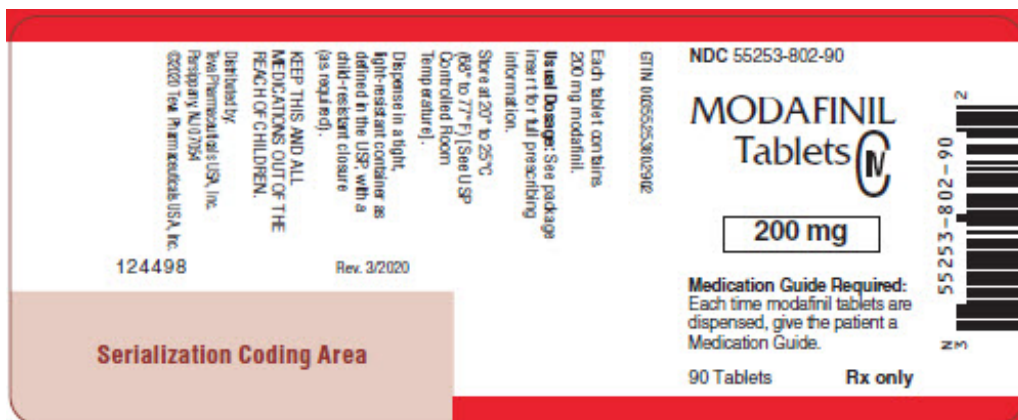 NDC 55253-802-90
MODAFINIL
Tablets CIV
200 mg
Medication Guide Required:
Each time modafinil tablets are
dispensed, give the patient a
Medication Guide.
90 Tablets Rx only
N3 55253-802-90 2
GTIN
Each tablet contains
200 mg modafinil.
Usual Dosage: See package
insert for full prescribing
information.
Store at 20° to 25°C
(68° to 77°F) [See USP
Controlled Room
Temperature].
Dispense in a tight,
light-resistant container as
defined in the USP, with a
child-resistant closure
(as required).
KEEP THIS AND ALL
MEDICATIONS OUT OF THE
REACH OF CHILDREN.
Distributed by:
Teva Pharmaceuticals USA, Inc.
Parsippany, NJ 07054
©2020 Teva Pharmaceuticals USA, Inc.
124498
Rev. 3/2020
Serialization Coding Area